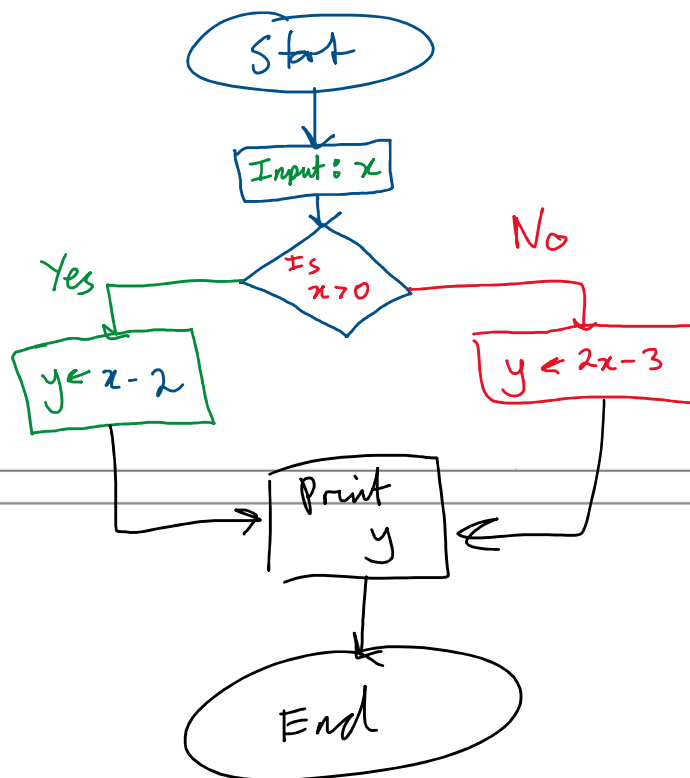 Start
Input: x
Is
x>0
Yes
No
y← x-2
y ← 2x-3
Print
y
End